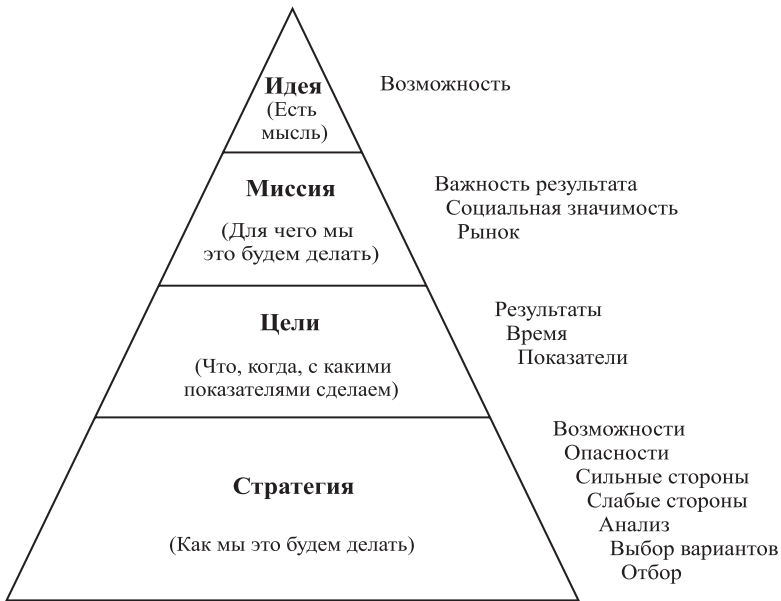 Идея
(Есть
мысль)
Возможность
Миссия
(Для чего мы
это будем делать)
Важность результата
Социальная значимость
Рынок
Цели
(Что, когда, с какими
показателями сделаем)
Результаты
Время
Показатели
Стратегия
(Как мы это будем делать)
Возможности
Опасности
Сильные стороны
Слабые стороны
Анализ
Выбор вариантов
Отбор